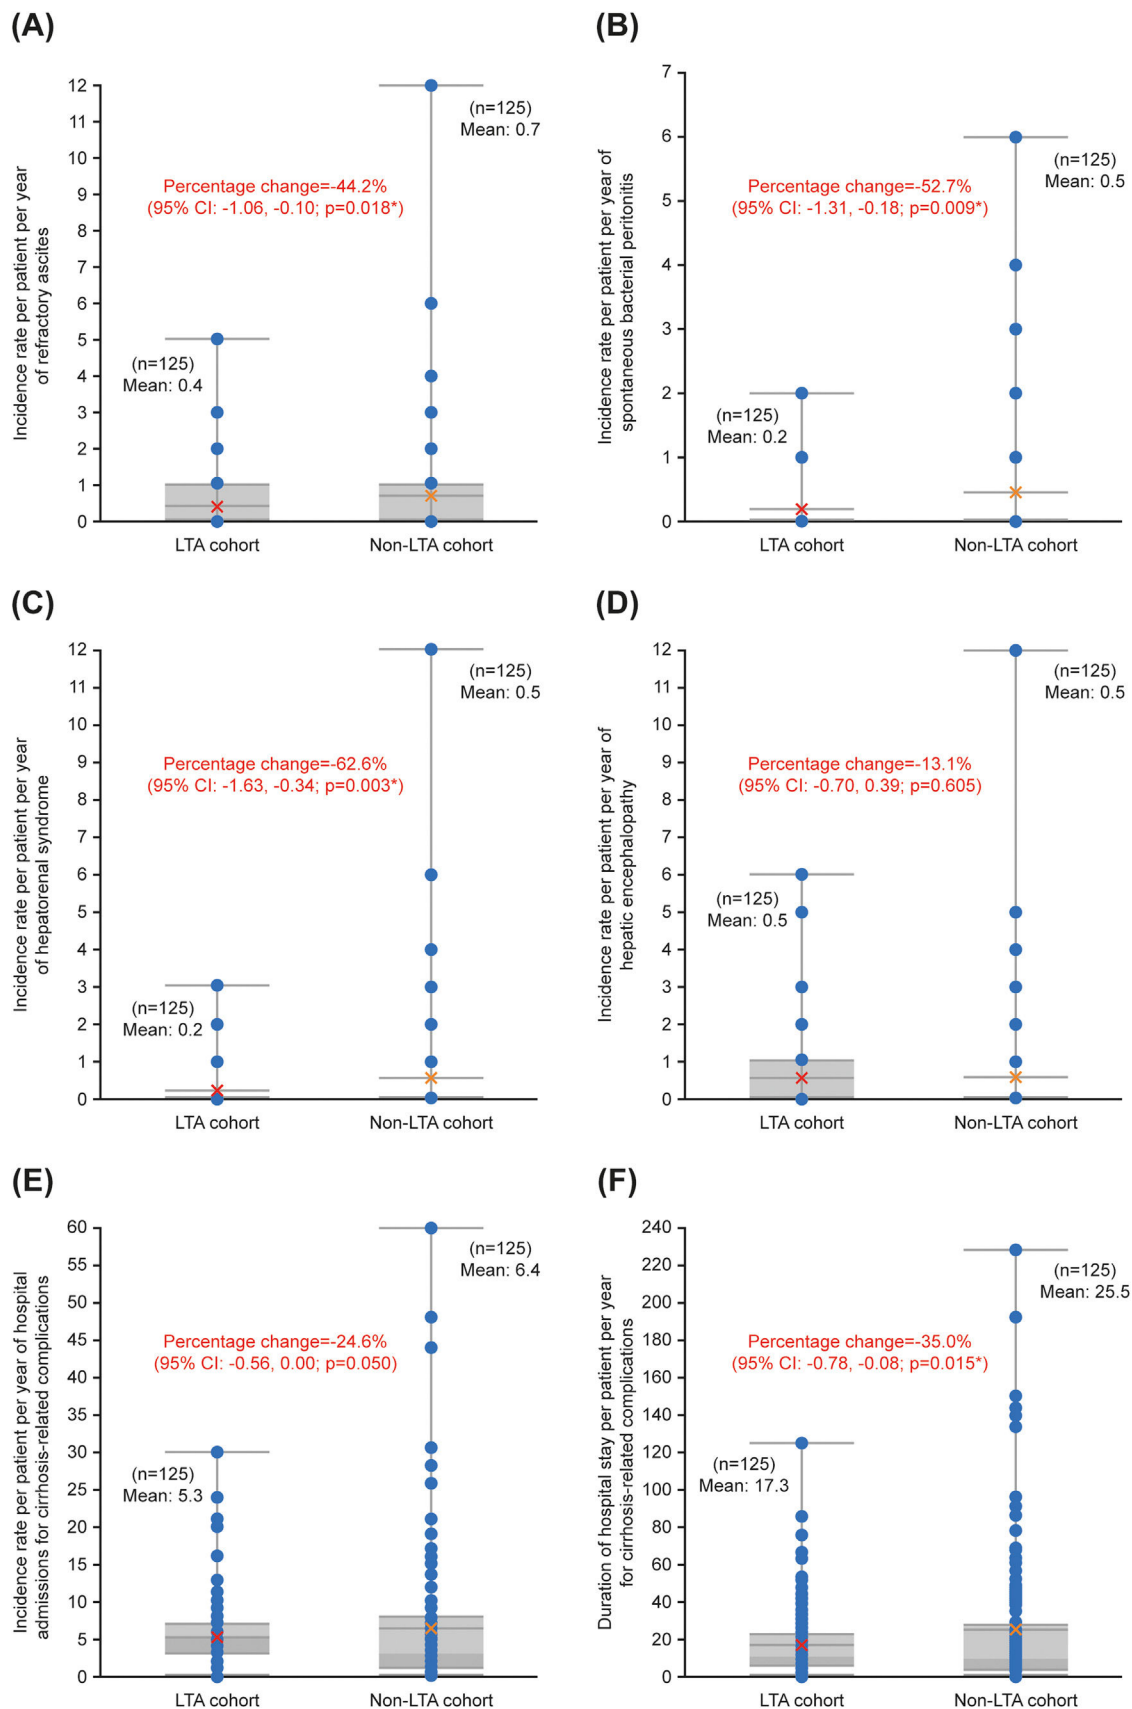 (A)
Incidence rate per patient per year
of refractory ascites
12
11
10
9
8
7
6
5
4
3
2
1
0
(n=125)
Mean: 0.7
Percentage change=-44.2%
(95% CI: -1.06, -0.10; p=0.018*)
(n=125)
Mean: 0.4
LTA cohort
Non-LTA cohort
(B)
Incidence rate per patient per year of
spontaneous bacterial peritonitis
7
6
5
4
3
2
1
0
(n=125)
Mean: 0.5
Percentage change=-52.7%
(95% CI: -1.31, -0.18; p=0.009*)
(n=125)
Mean: 0.2
LTA cohort
Non-LTA cohort
(C)
Incidence rate per patient per year
of hepatorenal syndrome
12
11
10
9
8
7
6
5
4
3
2
1
0
(n=125)
Mean: 0.5
Percentage change=-62.6%
(95% CI: -1.63, -0.34; p=0.003*)
(n=125)
Mean: 0.2
LTA cohort
Non-LTA cohort
(D)
Incidence rate per patient per year of
hepatic encephalopathy
12
11
10
9
8
7
6
5
4
3
2
1
0
(n=125)
Mean: 0.5
Percentage change=-13.1%
(95% CI: -0.70, 0.39; p=0.605)
(n=125)
Mean: 0.5
LTA cohort
Non-LTA cohort
(E)
Incidence rate per patient per year of hospital
admissions for cirrhosis-related complications
60
55
50
45
40
35
30
25
20
15
10
5
0
(n=125)
Mean: 6.4
Percentage change=-24.6%
(95% CI: -0.56, 0.00; p=0.050)
(n=125)
Mean: 5.3
LTA cohort
Non-LTA cohort
(F)
Duration of hospital stay per patient per year
for cirrhosis-related complications
240
220
200
180
160
140
120
100
80
60
40
20
0
(n=125)
Mean: 25.5
Percentage change=-35.0%
(95% CI: -0.78, -0.08; p=0.015*)
(n=125)
Mean: 17.3
LTA cohort
Non-LTA cohort